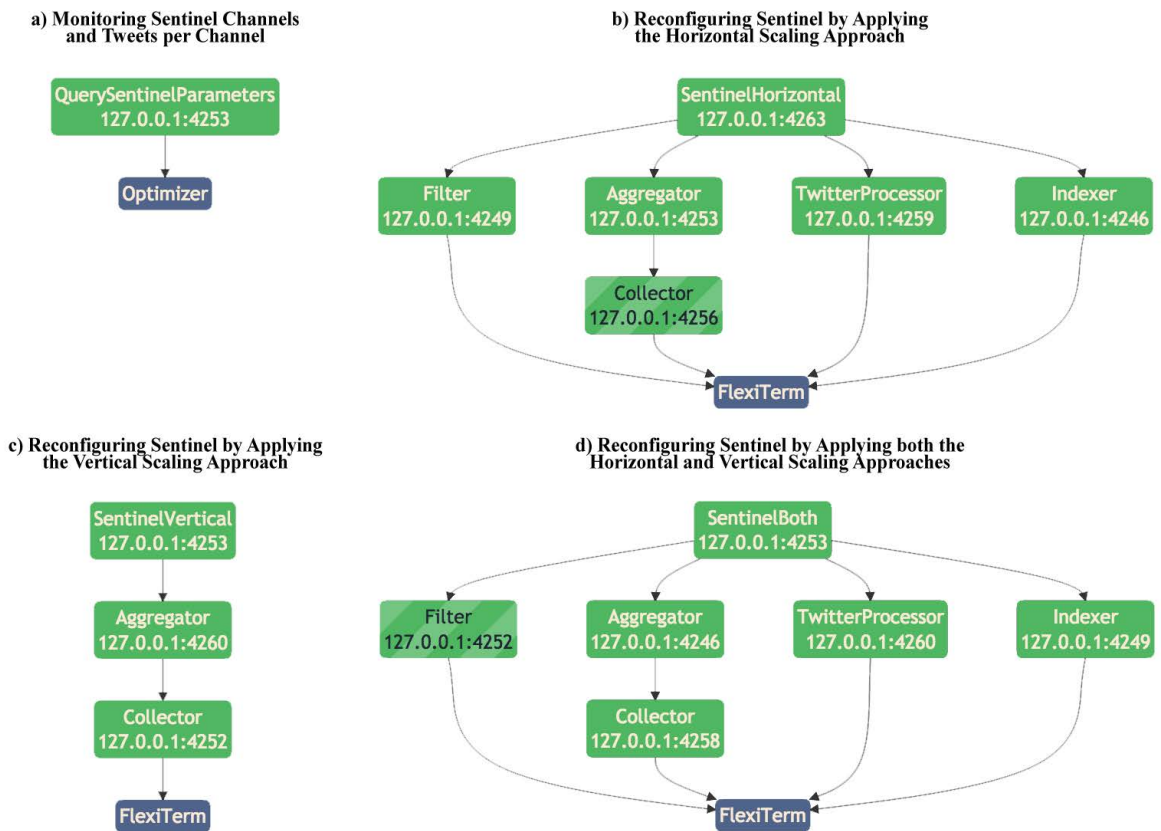 a) Monitoring Sentinel Channels
and Tweets per Channel
QuerySentinelParameters
127.0.0.1:4253
Optimizer
b) Reconfiguring Sentinel by Applying
the Horizontal Scaling Approach
SentinelHorizontal
127.0.0.1:4263
Filter
127.0.0.1:4249
Aggregator
127.0.0.1:4253
TwitterProcessor
127.0.0.1:4259
Indexer
127.0.0.1:4246
Collector
127.0.0.1:4256
FlexiTerm
c) Reconfiguring Sentinel by Applying
the Vertical Scaling Approach
SentinelVertical
127.0.0.1:4253
Aggregator
127.0.0.1:4260
Collector
127.0.0.1:4252
FlexiTerm
d) Reconfiguring Sentinel by Applying both the
Horizontal and Vertical Scaling Approaches
SentinelBoth
127.0.0.1:4253
Filter
127.0.0.1:4252
Aggregator
127.0.0.1:4246
TwitterProcessor
127.0.0.1:4260
Indexer
127.0.0.1:4249
Collector
127.0.0.1:4258
FlexiTerm